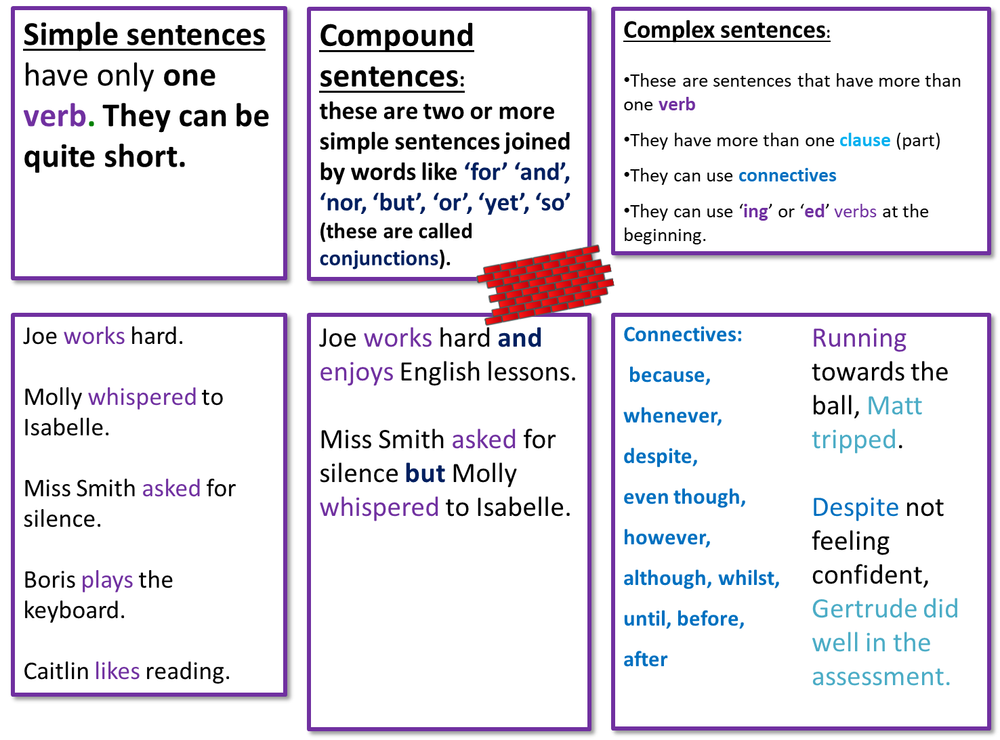 Simple sentences
have only one
verb. They can be
quite short.
Compound
sentences:
these are two or more
simple sentences joined
by words like ‘for’ ‘and’,
‘nor, ‘but’, ‘or’, ‘yet’, ‘so’
(these are called
conjunctions).
Complex sentences:
•These are sentences that have more than
one verb
•They have more than one clause (part)
•They can use connectives
•They can use ‘ing’ or ‘ed’ verbs at the
beginning.
Joe works hard.
Molly whispered to
Isabelle.
Miss Smith asked for
silence.
Boris plays the
keyboard.
Caitlin likes reading.
Joe works hard and
enjoys English lessons.
Miss Smith asked for
silence but Molly
whispered to Isabelle.
Connectives:
because,
whenever,
despite,
even though,
however,
although, whilst,
until, before,
after
Running
towards the
ball, Matt
tripped.
Despite not
feeling
confident,
Gertrude did
well in the
assessment.